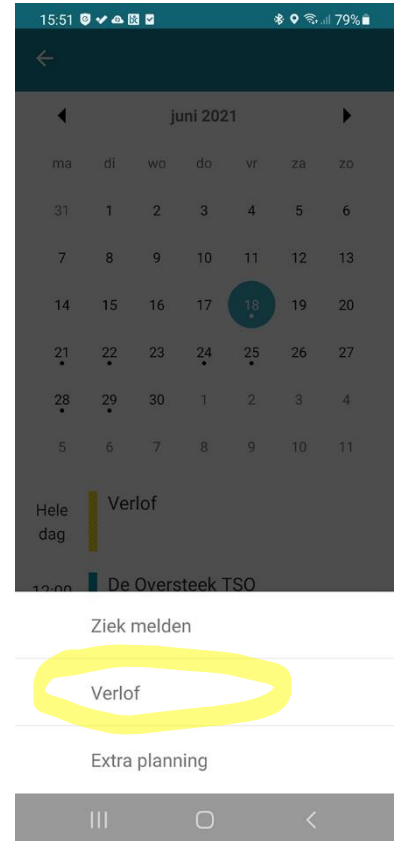 15:51 79%
juni 2021
ma di wo do vr za zo
31 1 2 3 4 5 6
7 8 9 10 11 12 13
14 15 16 17 18 19 20
21 22 23 24 25 26 27
28 29 30 1 2 3 4
5 6 7 8 9 10 11
Hele dag Verlof
12:00 De Oversteek TSO
Ziek melden
Verlof
Extra planning